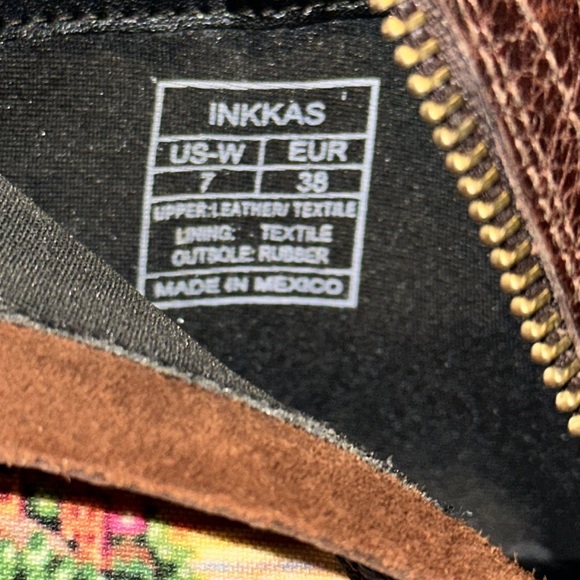 INKKAS
US-W EUR
7 38
UPPER:LEATHER/ TEXTILE
LINING: TEXTILE
OUTSOLE: RUBBER
MADE IN MEXICO